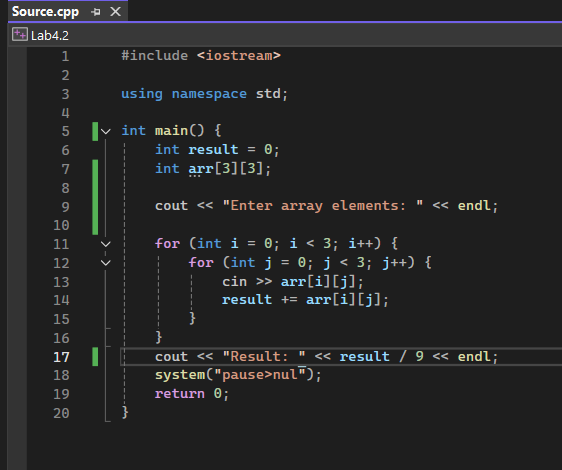 Source.cpp
Lab4.2
1 #include <iostream>
2
3 using namespace std;
4
5 int main() {
6 int result = 0;
7 int arr[3][3];
8
9 cout << "Enter array elements: " << endl;
10
11 for (int i = 0; i < 3; i++) {
12 for (int j = 0; j < 3; j++) {
13 cin >> arr[i][j];
14 result += arr[i][j];
15 }
16 }
17 cout << "Result: " << result / 9 << endl;
18 system("pause>nul");
19 return 0;
20 }